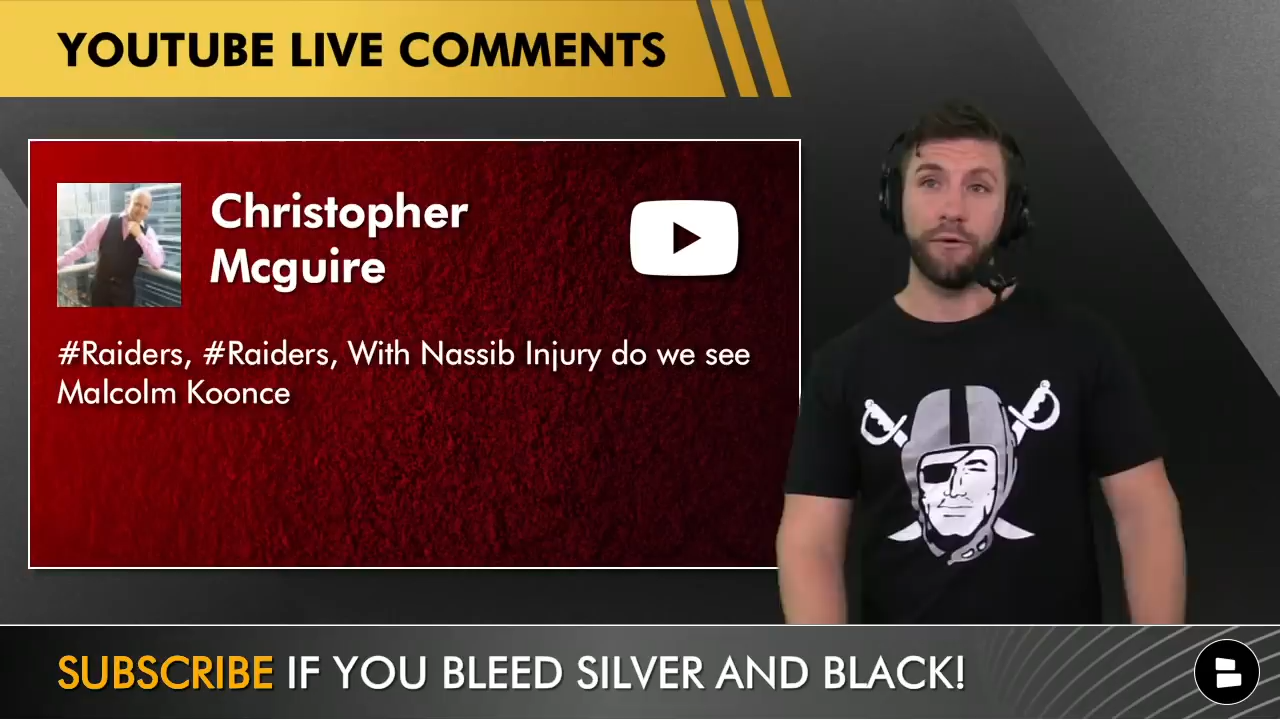 YOUTUBE LIVE COMMENTS
Christopher
Mcguire
#Raiders, #Raiders, With Nassib Injury do we see
Malcolm Koonce
SUBSCRIBE IF YOU BLEED SILVER AND BLACK!